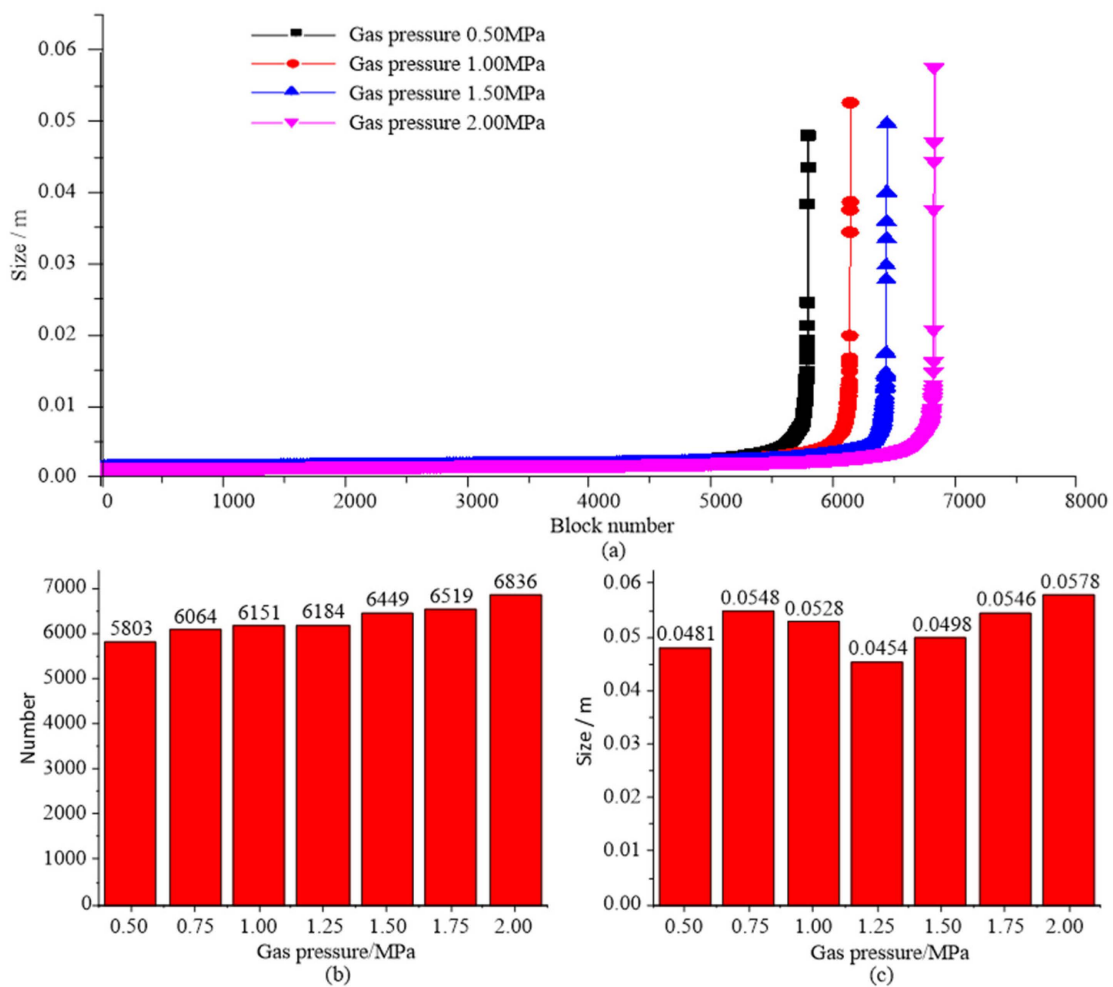 Gas pressure 0.50MPa
Gas pressure 1.00MPa
Gas pressure 1.50MPa
Gas pressure 2.00MPa
0.06
0.05
0.04
0.03
0.02
0.01
0.00
Size / m
0 1000 2000 3000 4000 5000 6000 7000 8000
Block number
(a)
7000
6000
5000
4000
3000
2000
1000
0
Number
5803 6064 6151 6184 6449 6519 6836
0.50 0.75 1.00 1.25 1.50 1.75 2.00
Gas pressure/MPa
(b)
0.06
0.05
0.04
0.03
0.02
0.01
0.00
Size / m
0.0481 0.0548 0.0528 0.0454 0.0498 0.0546 0.0578
0.50 0.75 1.00 1.25 1.50 1.75 2.00
Gas pressure/MPa
(c)